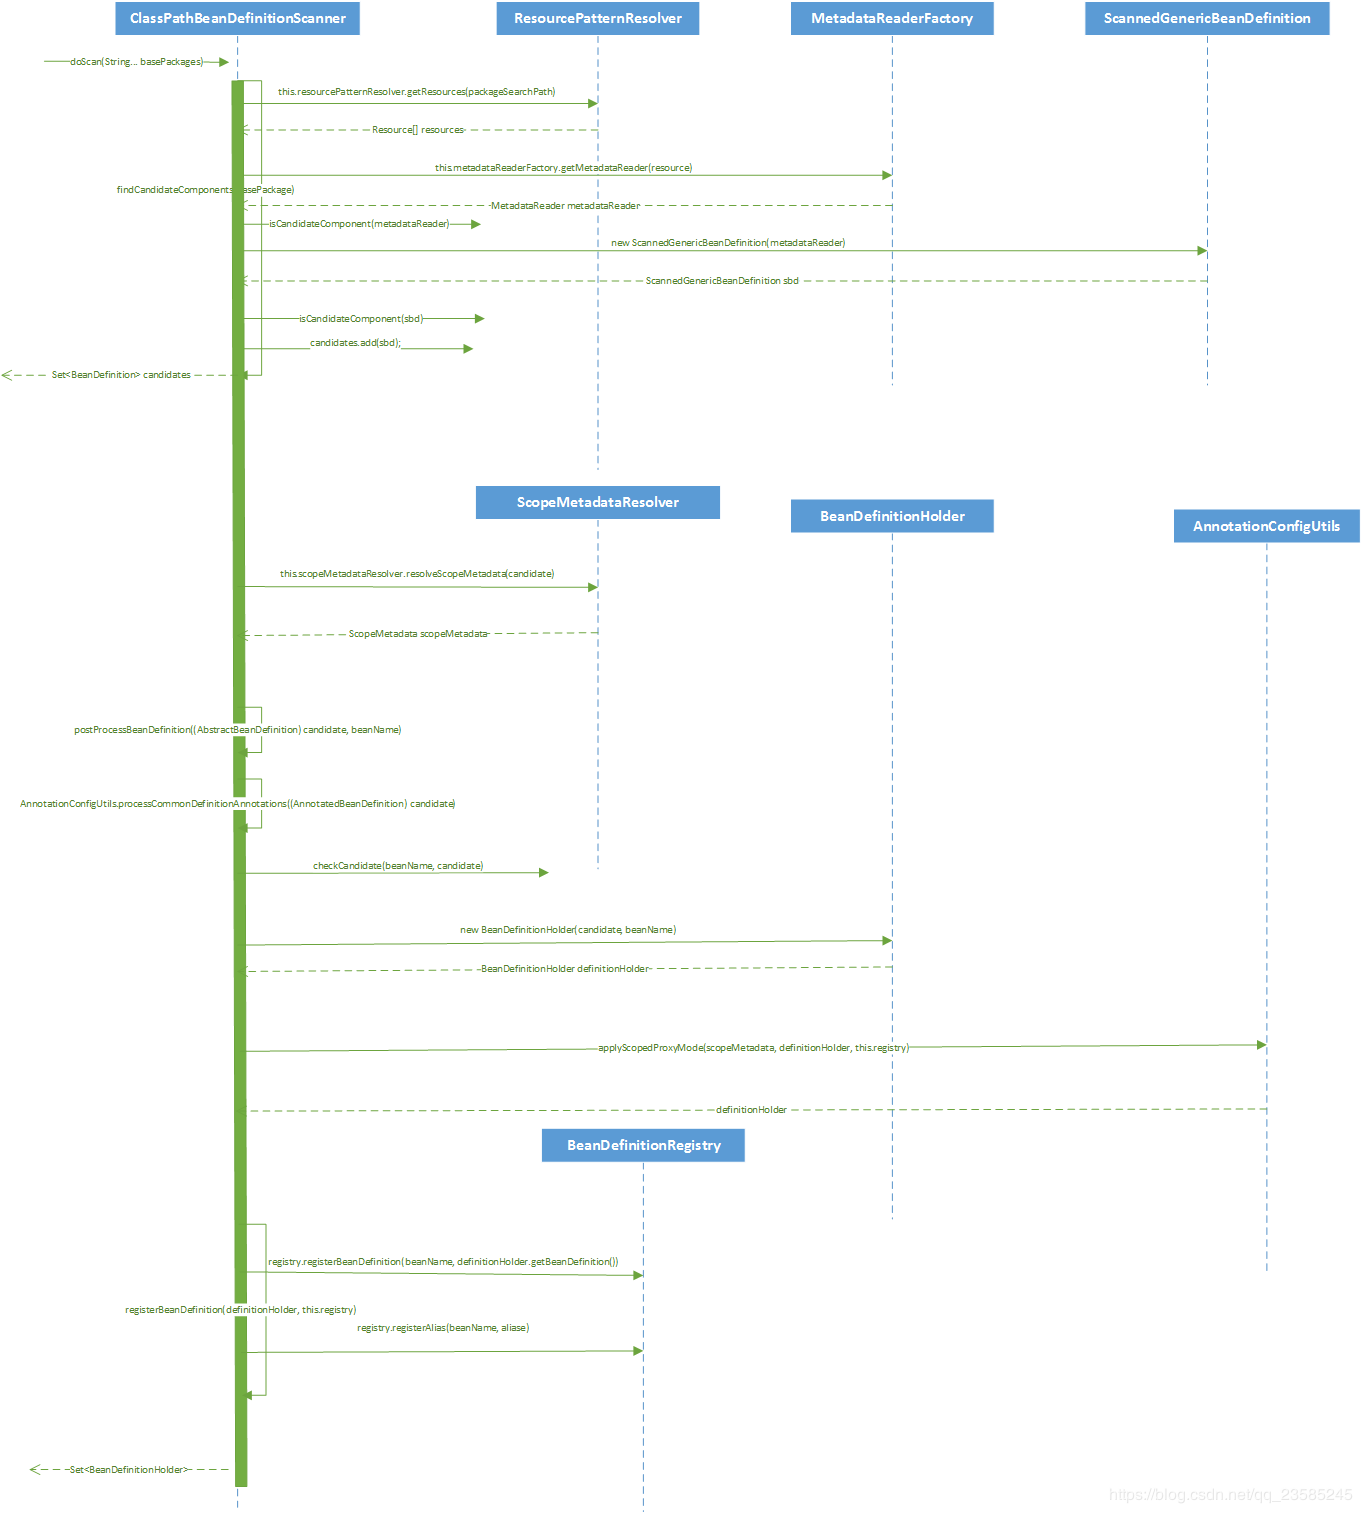 ClassPathBeanDefinitionScanner
ResourcePatternResolver
MetadataReaderFactory
ScannedGenericBeanDefinition
doScan(String... basePackages)
this.resourcePatternResolver.getResources(packageSearchPath)
Resource[] resources
this.metadataReaderFactory.getMetadataReader(resource)
findCandidateComponents(basePackage)
MetadataReader metadataReader
isCandidateComponent(metadataReader)
new ScannedGenericBeanDefinition(metadataReader)
ScannedGenericBeanDefinition sbd
isCandidateComponent(sbd)
candidates.add(sbd);
Set<BeanDefinition> candidates
ScopeMetadataResolver
BeanDefinitionHolder
AnnotationConfigUtils
this.scopeMetadataResolver.resolveScopeMetadata(candidate)
ScopeMetadata scopeMetadata
postProcessBeanDefinition((AbstractBeanDefinition) candidate, beanName)
AnnotationConfigUtils.processCommonDefinitionAnnotations((AnnotatedBeanDefinition) candidate)
checkCandidate(beanName, candidate)
new BeanDefinitionHolder(candidate, beanName)
BeanDefinitionHolder definitionHolder
applyScopedProxyMode(scopeMetadata, definitionHolder, this.registry)
definitionHolder
BeanDefinitionRegistry
registry.registerBeanDefinition(beanName, definitionHolder.getBeanDefinition())
registerBeanDefinition(definitionHolder, this.registry)
registry.registerAlias(beanName, aliase)
Set<BeanDefinitionHolder>
https://blog.csdn.net/qq_23585245